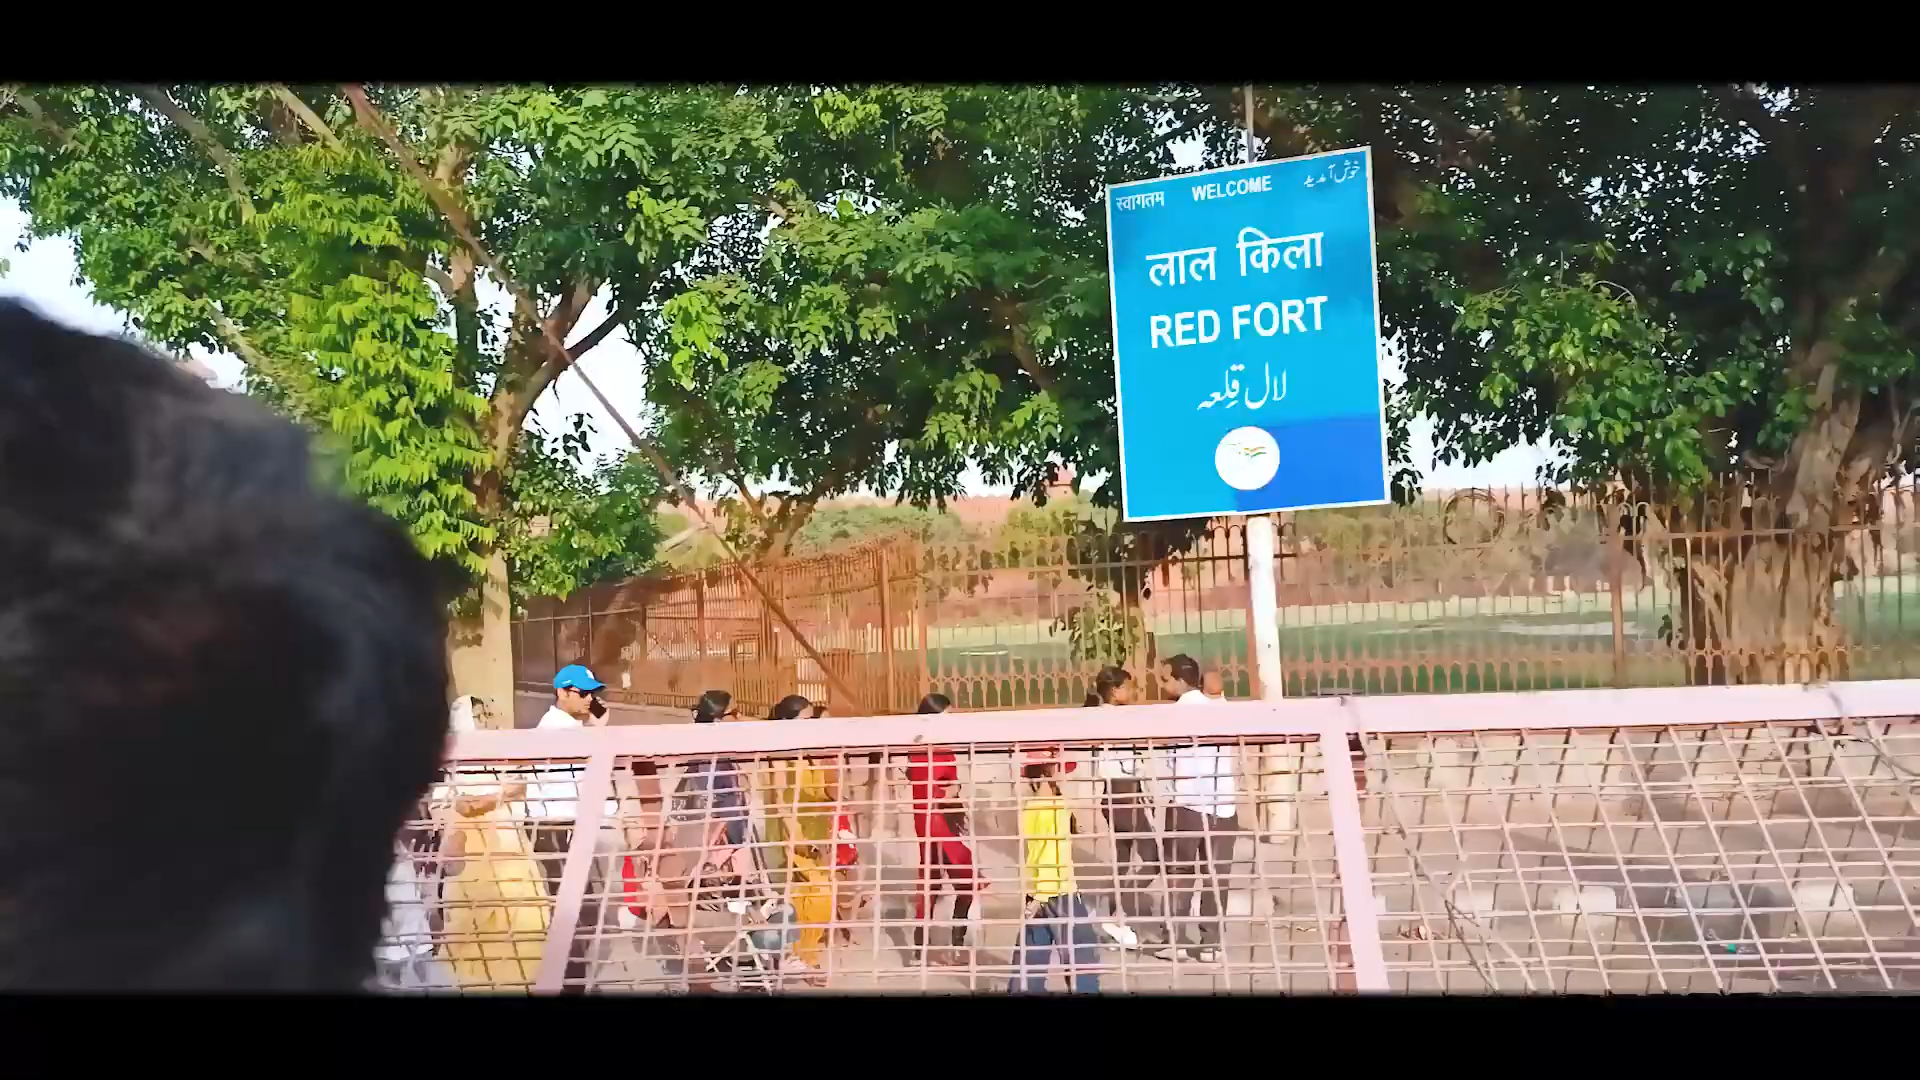 स्वागतम WELCOME خوش آمدید
लाल किला
RED FORT
لال قلعہ